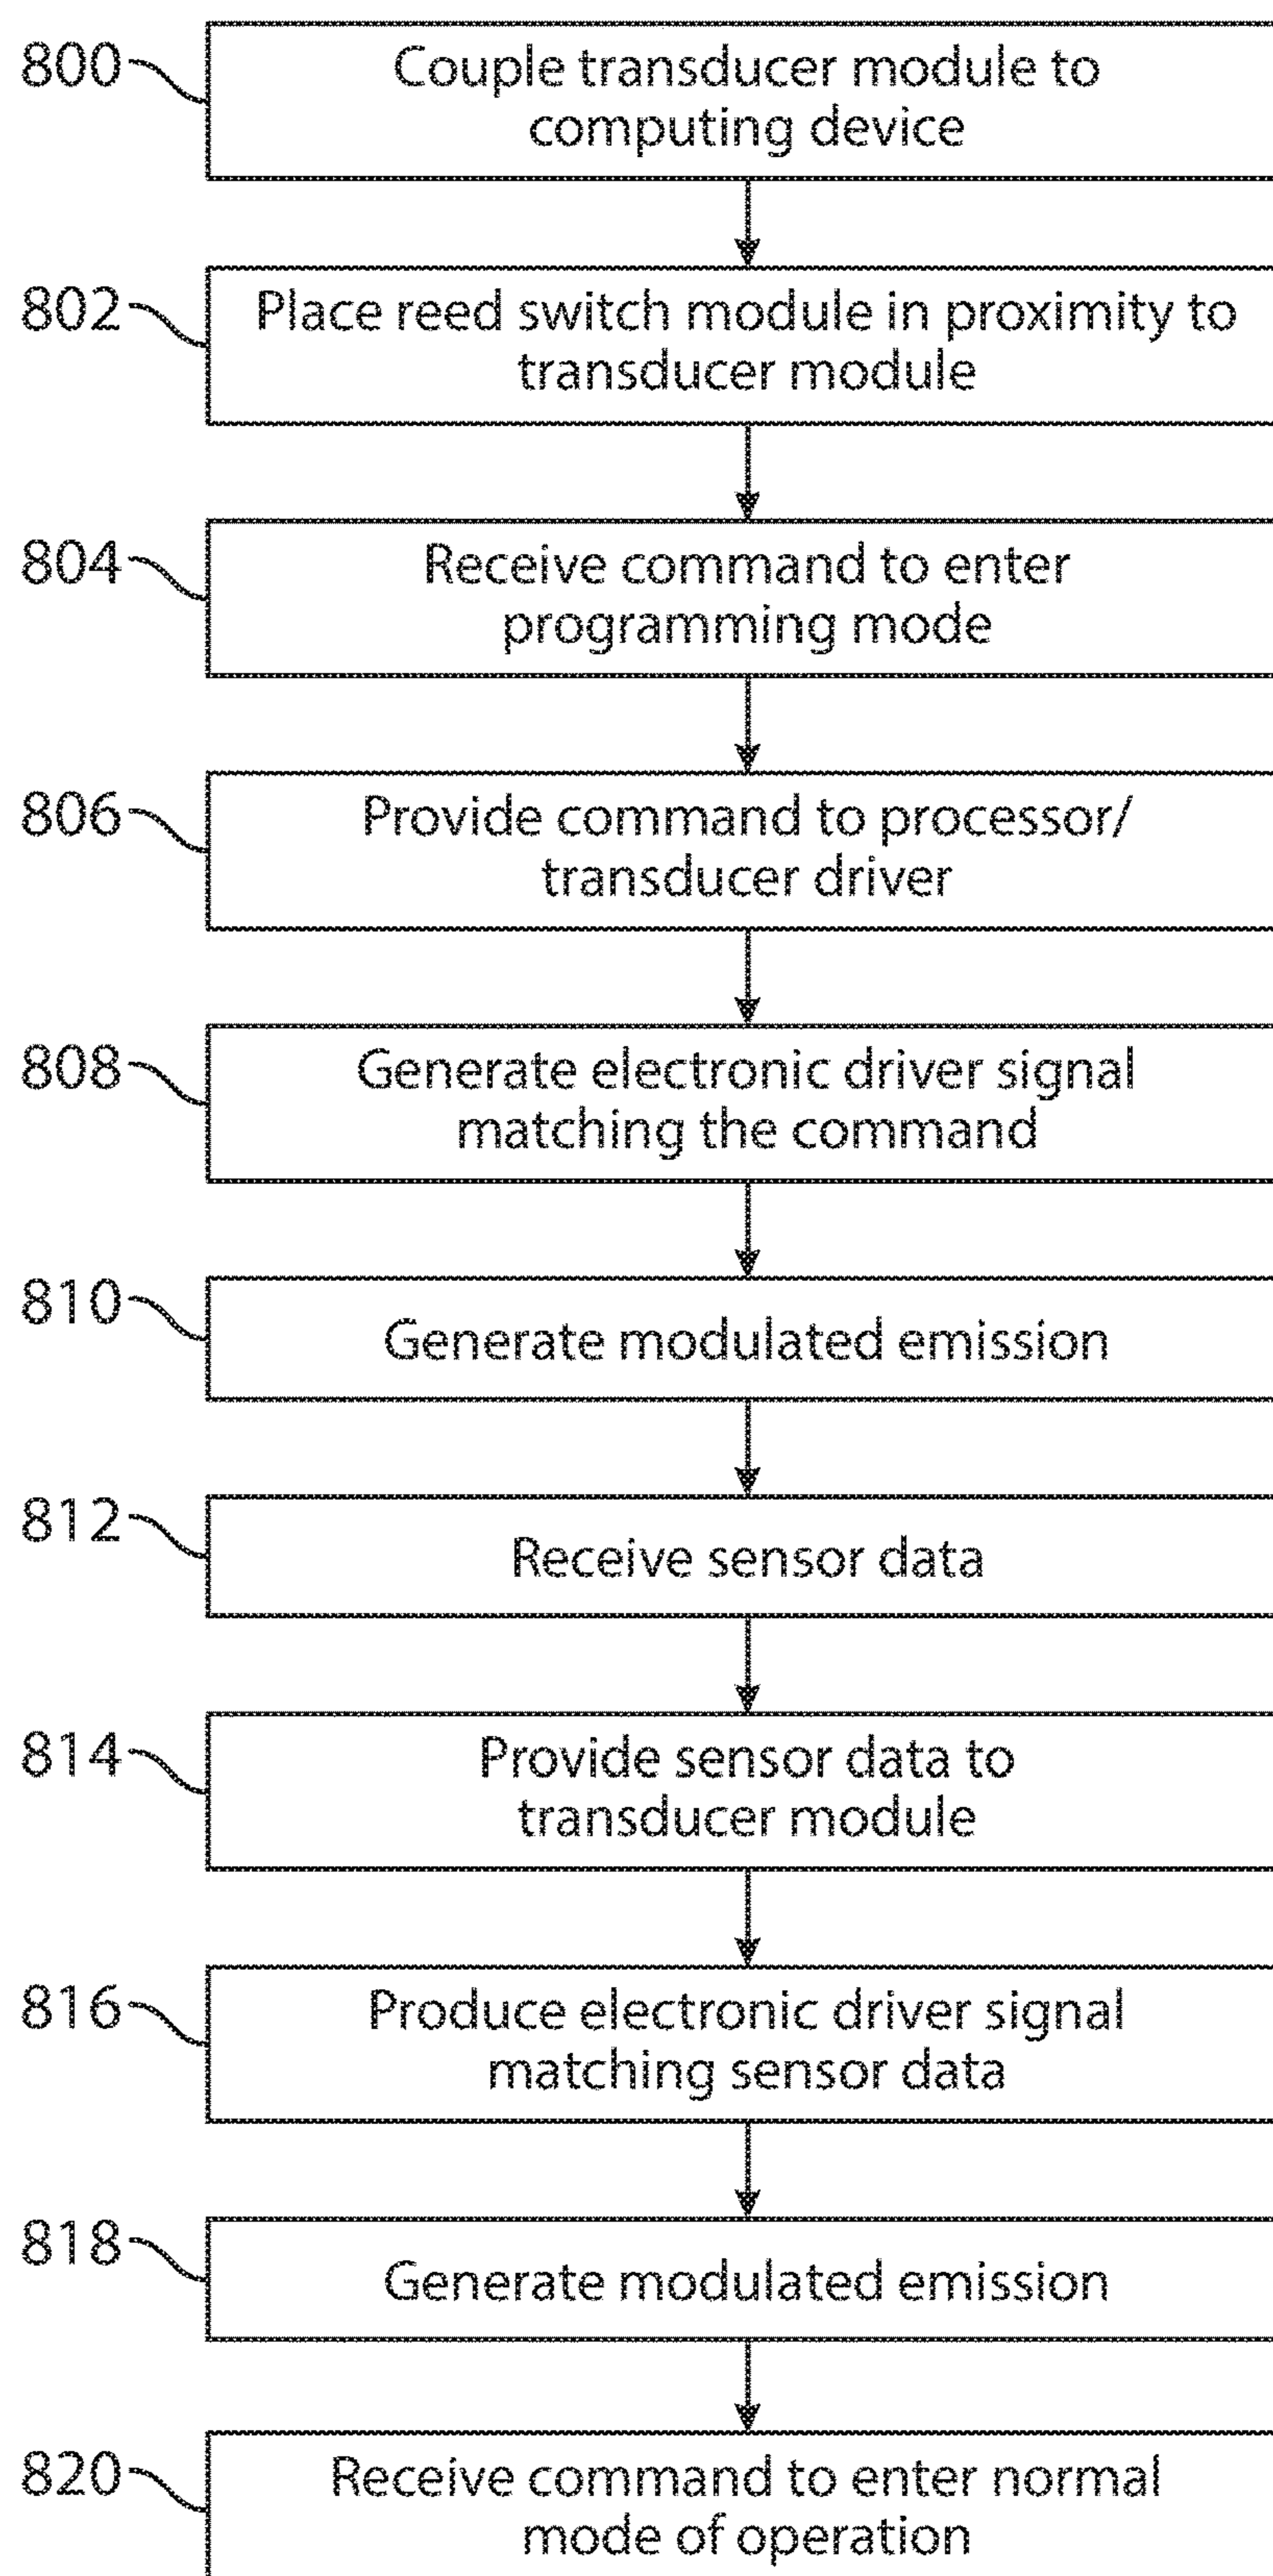 800
Couple transducer module to
computing device
802
Place reed switch module in proximity to
transducer module
804
Receive command to enter
programming mode
806
Provide command to processor/
transducer driver
808
Generate electronic driver signal
matching the command
810
Generate modulated emission
812
Receive sensor data
814
Provide sensor data to
transducer module
816
Produce electronic driver signal
matching sensor data
818
Generate modulated emission
820
Receive command to enter normal
mode of operation